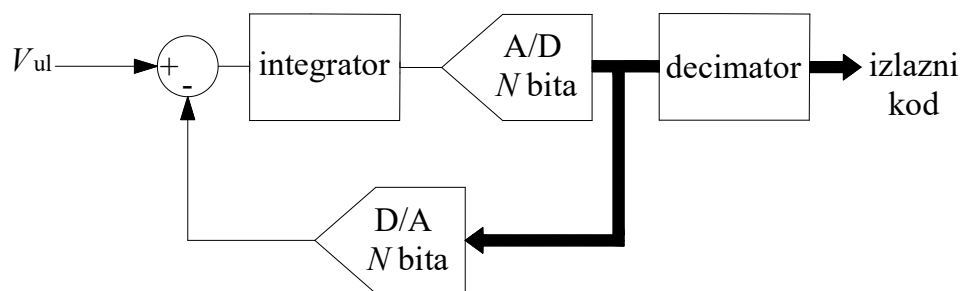 Vul
+
-
integrator
A/D
N bita
decimator
izlazni
kod
D/A
N bita